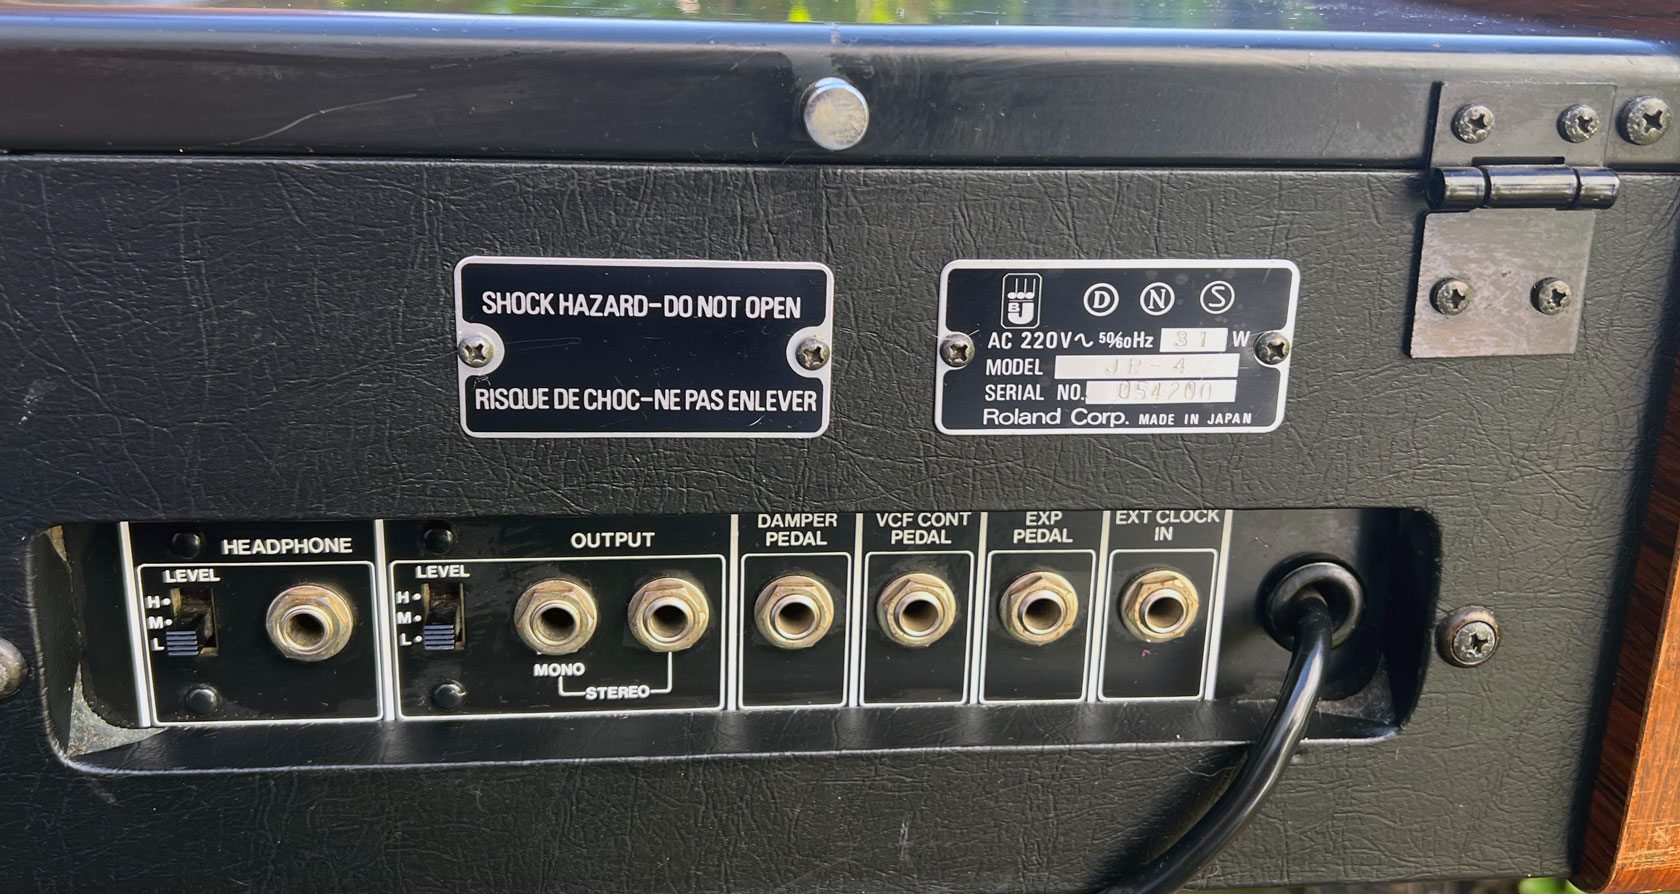 SHOCK HAZARD-DO NOT OPEN
RISQUE DE CHOC-NE PAS ENLEVER
BJ
D N S
AC 220V~ 50/60Hz 31 W
MODEL JP-4
SERIAL NO. 054200
Roland Corp. MADE IN JAPAN
HEADPHONE
LEVEL
H
M
L
OUTPUT
LEVEL
H
M
L
MONO
STEREO
DAMPER
PEDAL
VCF CONT
PEDAL
EXP
PEDAL
EXT CLOCK
IN